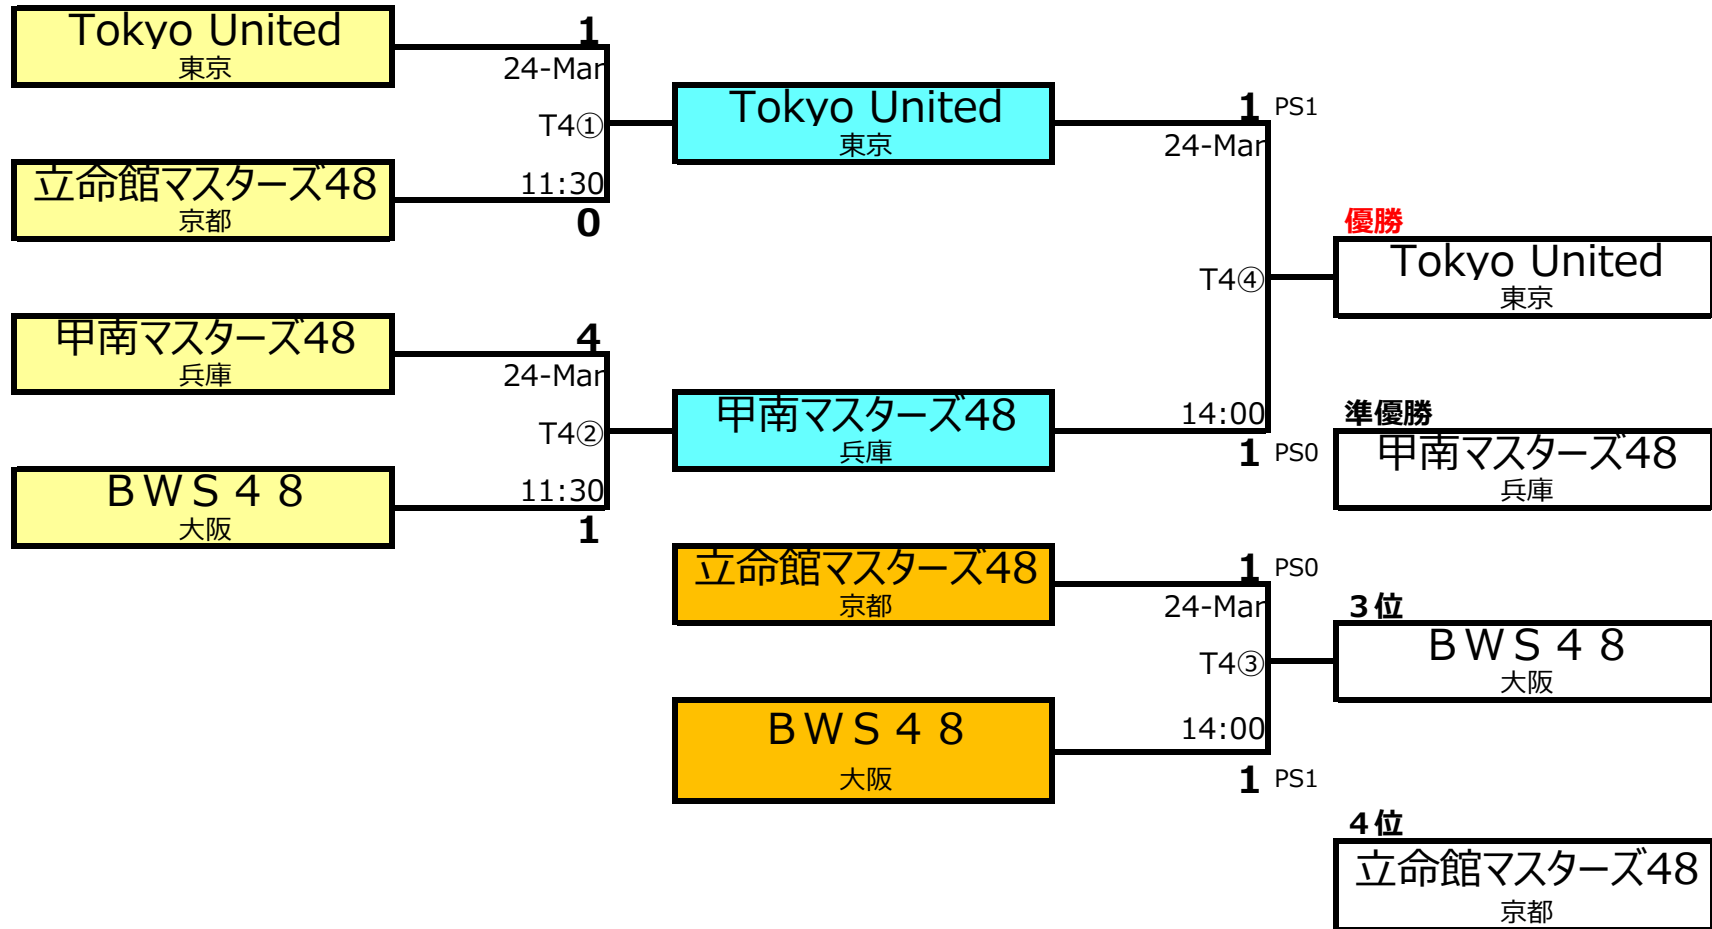 Tokyo United
東京
1
24-Mar
T4①
立命館マスターズ48
京都
11:30
0
甲南マスターズ48
兵庫
4
24-Mar
T4②
ＢＷＳ４８
大阪
11:30
1
Tokyo United
東京
1 PS1
24-Mar
T4④
甲南マスターズ48
兵庫
14:00
1 PS0
立命館マスターズ48
京都
1 PS0
24-Mar
T4③
ＢＷＳ４８
大阪
14:00
1 PS1
優勝
Tokyo United
東京
準優勝
甲南マスターズ48
兵庫
３位
ＢＷＳ４８
大阪
４位
立命館マスターズ48
京都